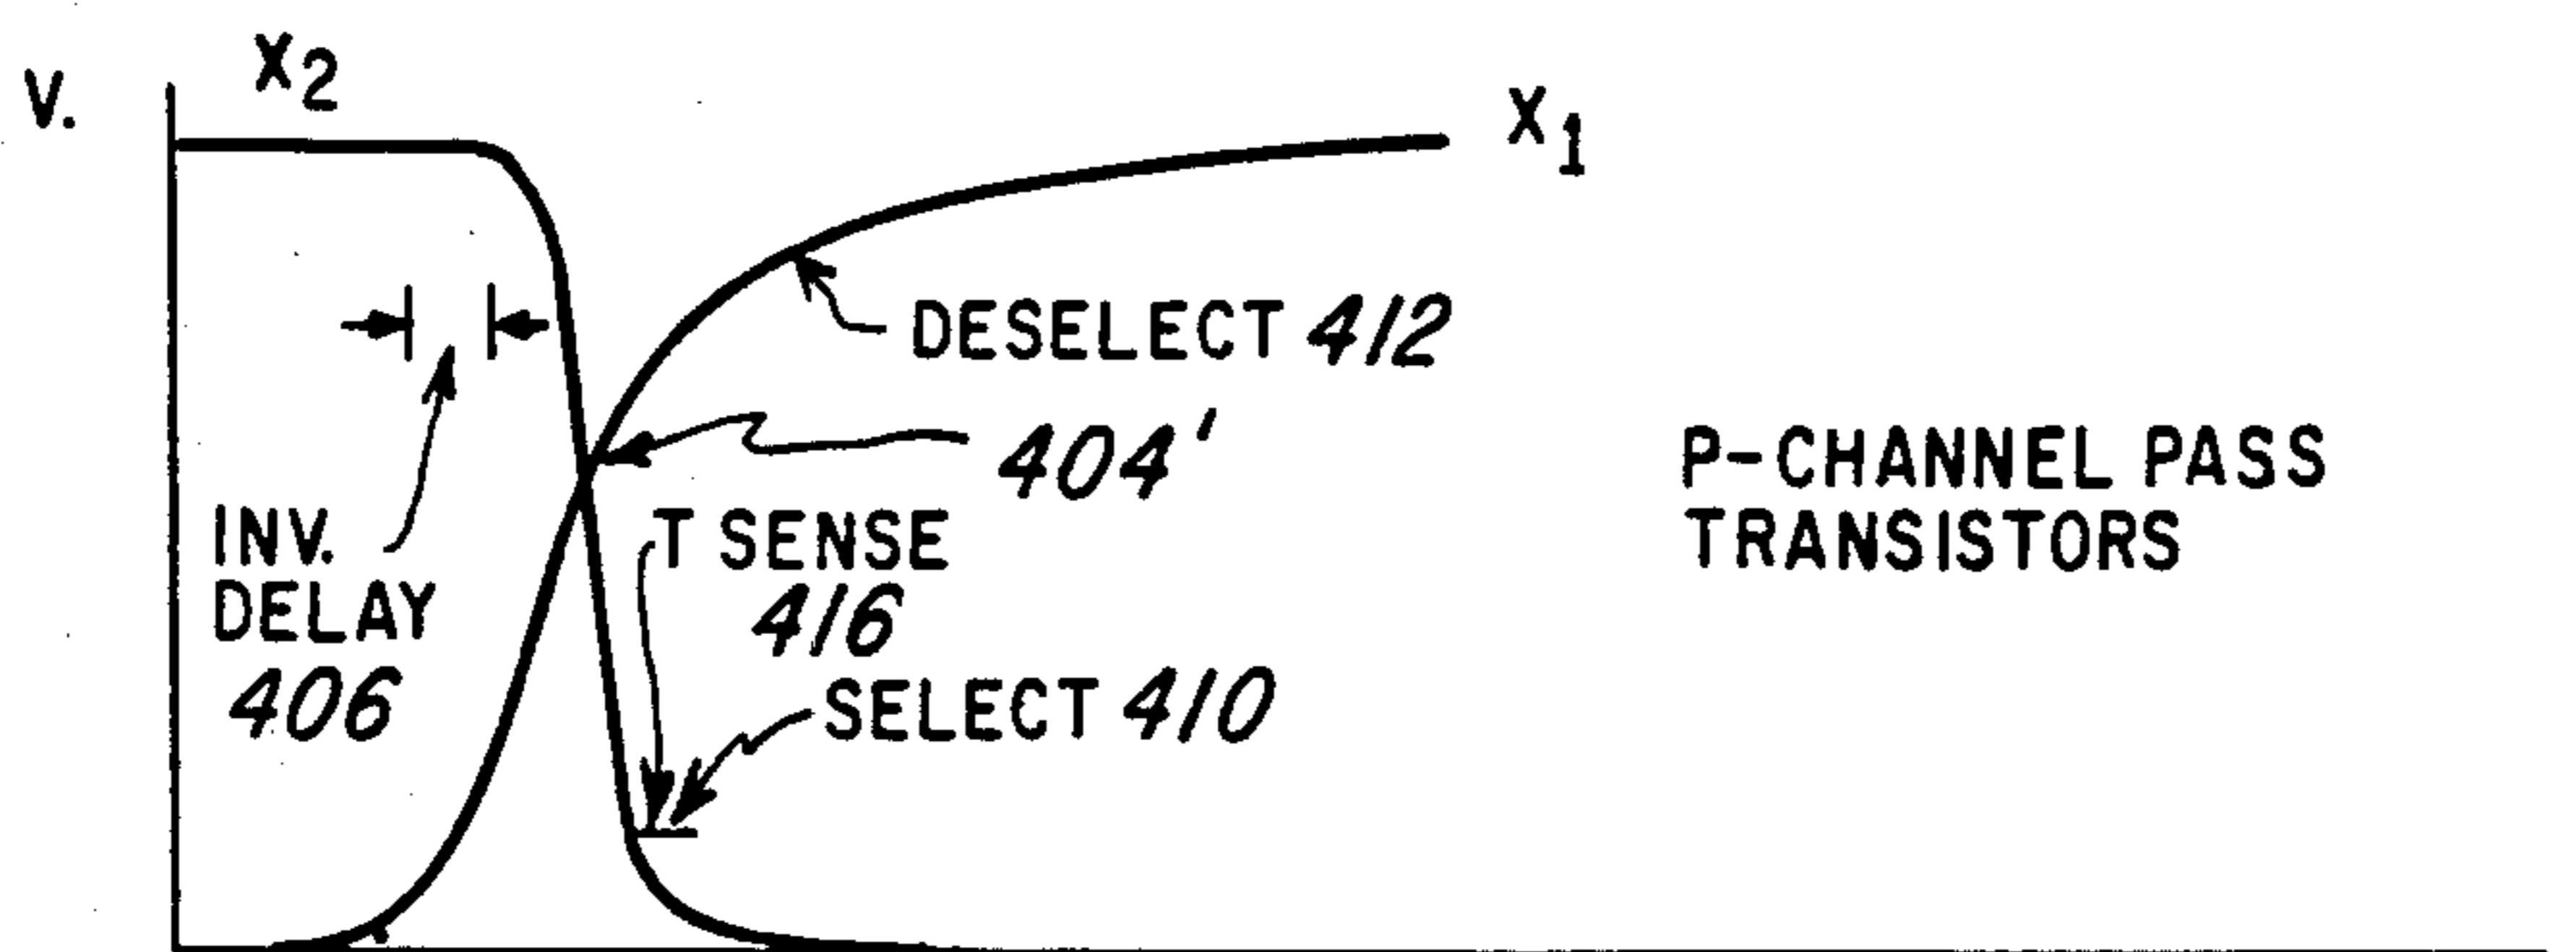 V.
X2
X1
DESELECT 412
404'
INV.
DELAY
406
T SENSE
416
SELECT 410
P-CHANNEL PASS
TRANSISTORS